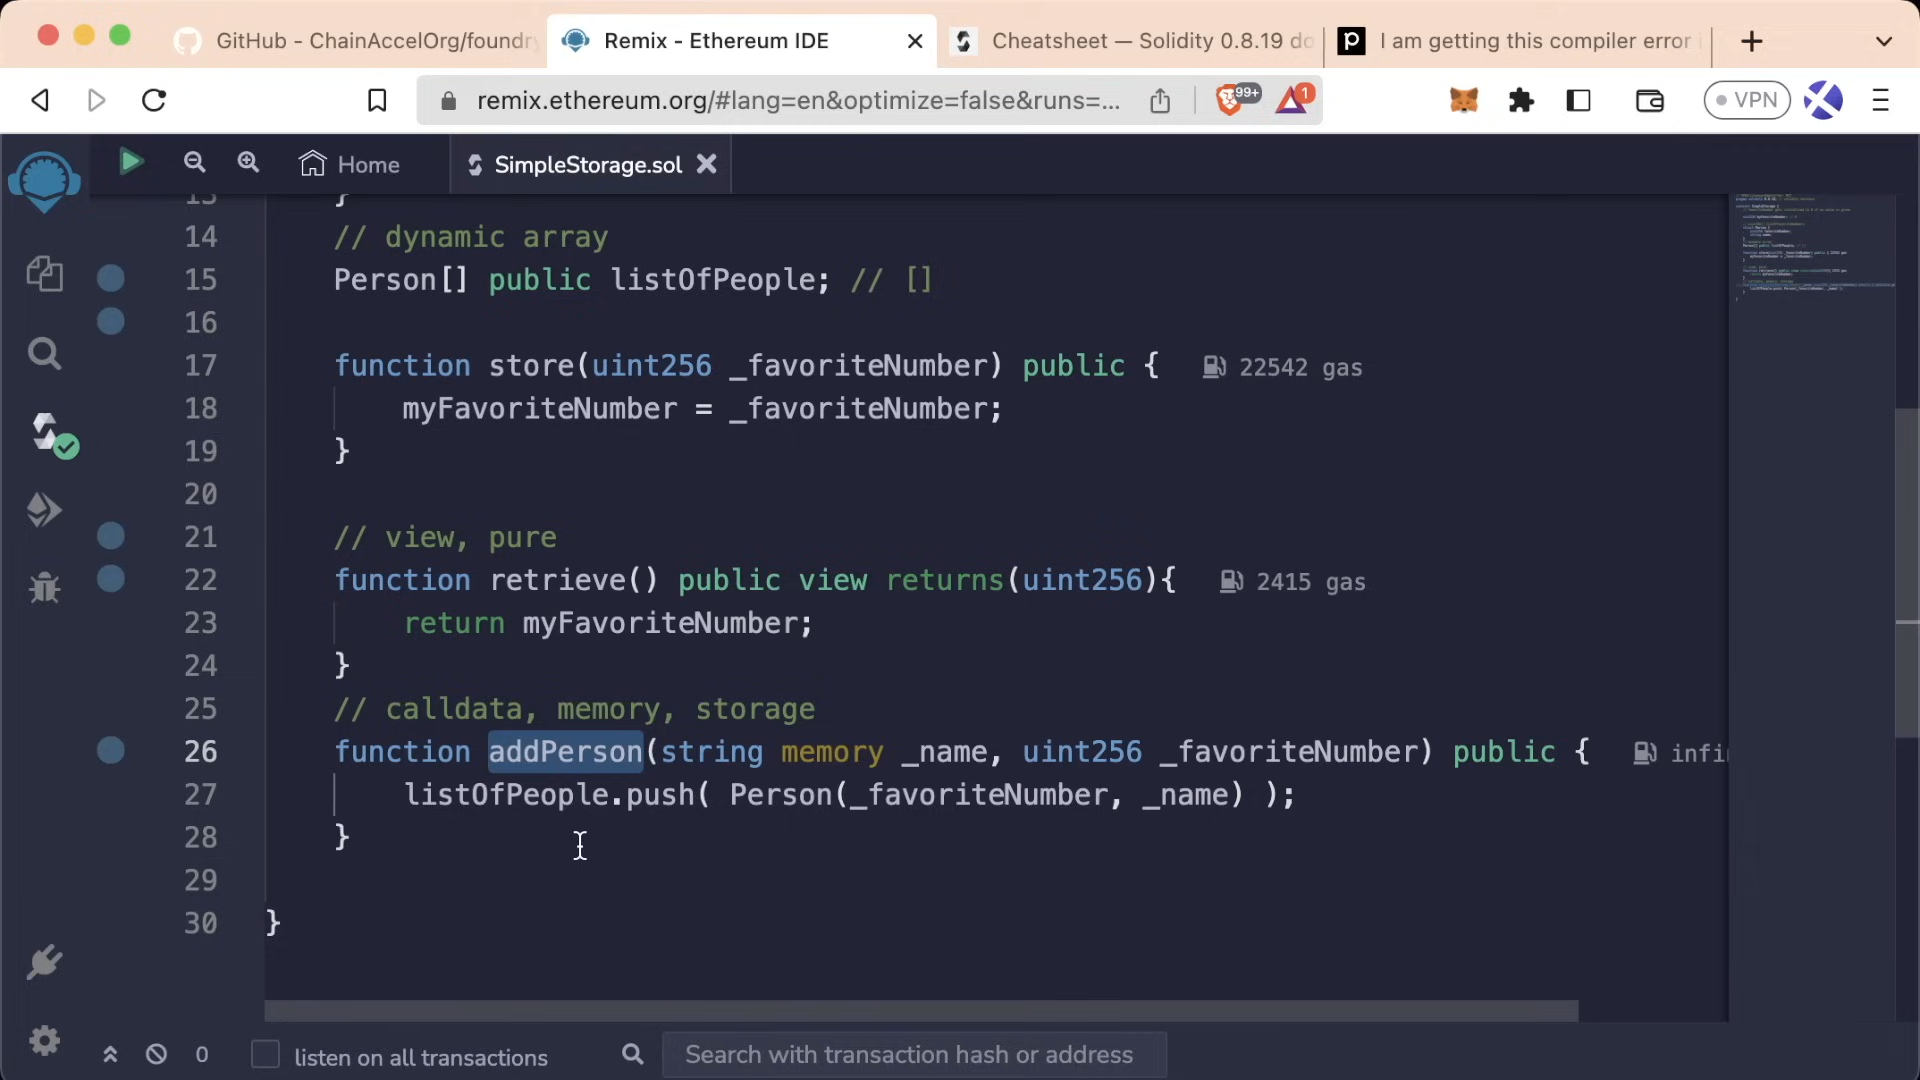 GitHub - ChainAccelOrg/foundry
Remix - Ethereum IDE
Cheatsheet — Solidity 0.8.19 do
I am getting this compiler error i
remix.ethereum.org/#lang=en&optimize=false&runs=...
99+
1
VPN
Home
SimpleStorage.sol
13 }
14 // dynamic array
15 Person[] public listOfPeople; // []
16
17 function store(uint256 _favoriteNumber) public { 22542 gas
18 myFavoriteNumber = _favoriteNumber;
19 }
20
21 // view, pure
22 function retrieve() public view returns(uint256){ 2415 gas
23 return myFavoriteNumber;
24 }
25 // calldata, memory, storage
26 function addPerson(string memory _name, uint256 _favoriteNumber) public { infi
27 listOfPeople.push( Person(_favoriteNumber, _name) );
28 }
29
30 }
0
listen on all transactions
Search with transaction hash or address